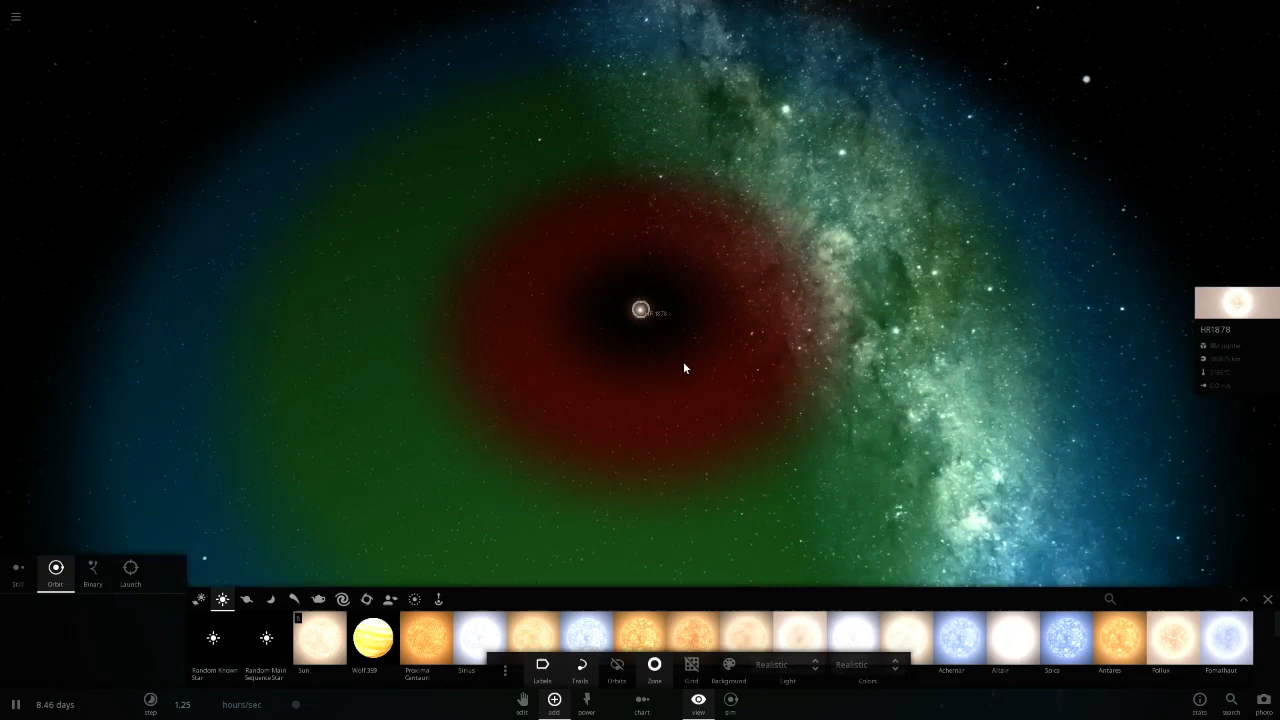 HR1878
HR1878
Still
Orbit
Binary
Launch
Random Known Star
Random Main Sequence Star
Sun
Wolf 359
Proxima Centauri
Sirius
Achernar
Altair
Spica
Antares
Pollux
Fomalhaut
Labels
Trails
Orbits
Zone
Grid
Background
Realistic
Light
Realistic
Colors
8.46 days
step
1.25
hours/sec
edit
add
power
chart
view
sim
stats
search
photo